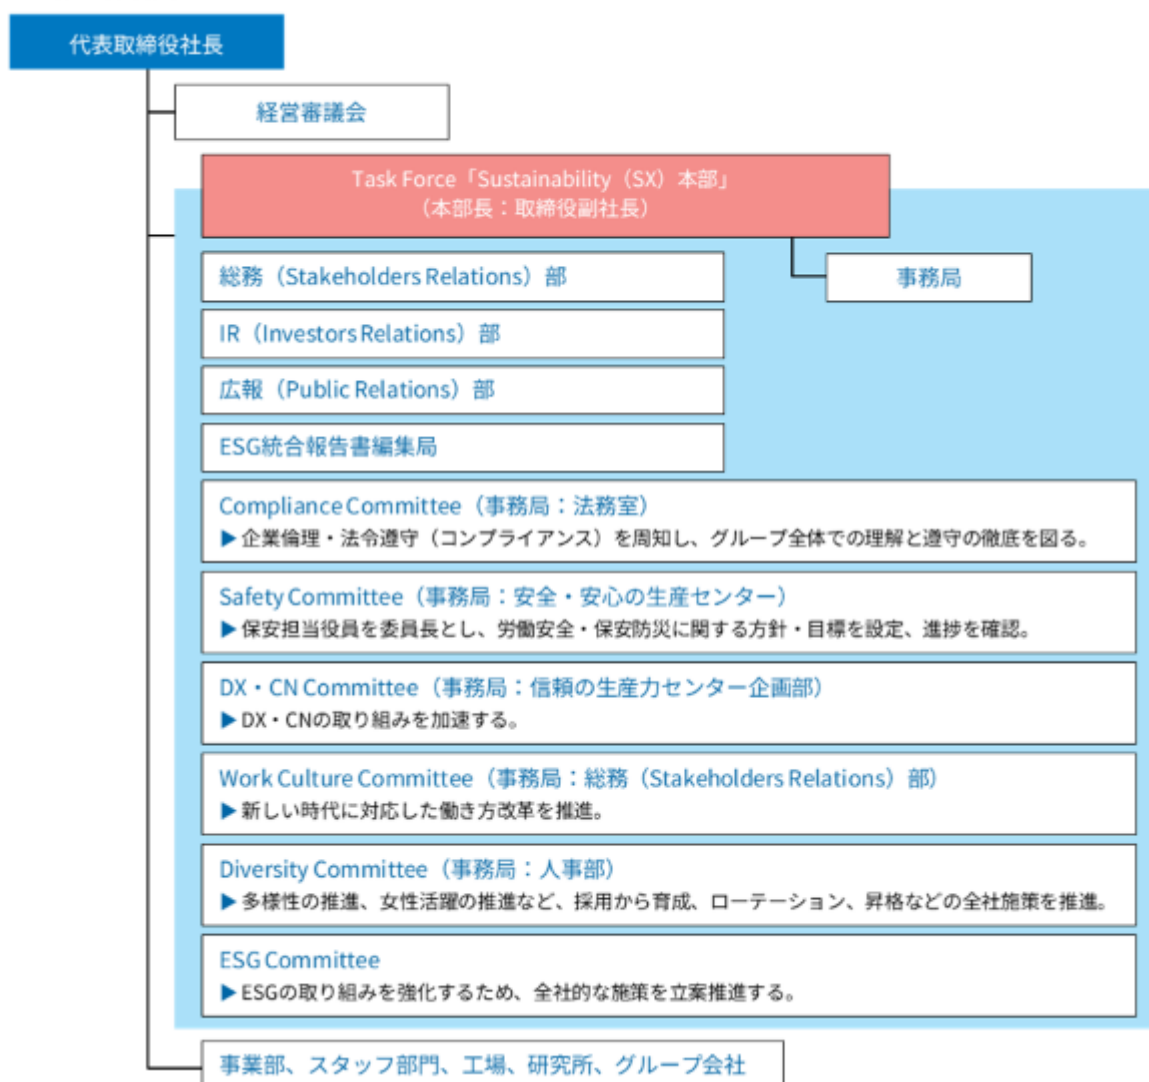 代表取締役社長
経営審議会
Task Force「Sustainability（SX）本部」
（本部長：取締役副社長）
総務（Stakeholders Relations）部
事務局
IR（Investors Relations）部
広報（Public Relations）部
ESG統合報告書編集局
Compliance Committee（事務局：法務室）
▶企業倫理・法令遵守（コンプライアンス）を周知し、グループ全体での理解と遵守の徹底を図る。
Safety Committee（事務局：安全・安心の生産センター）
▶保安担当役員を委員長とし、労働安全・保安防災に関する方針・目標を設定、進捗を確認。
DX・CN Committee（事務局：信頼の生産力センター企画部）
▶DX・CNの取り組みを加速する。
Work Culture Committee（事務局：総務（Stakeholders Relations）部）
▶新しい時代に対応した働き方改革を推進。
Diversity Committee（事務局：人事部）
▶多様性の推進、女性活躍の推進など、採用から育成、ローテーション、昇格などの全社施策を推進。
ESG Committee
▶ESGの取り組みを強化するため、全社的な施策を立案推進する。
事業部、スタッフ部門、工場、研究所、グループ会社